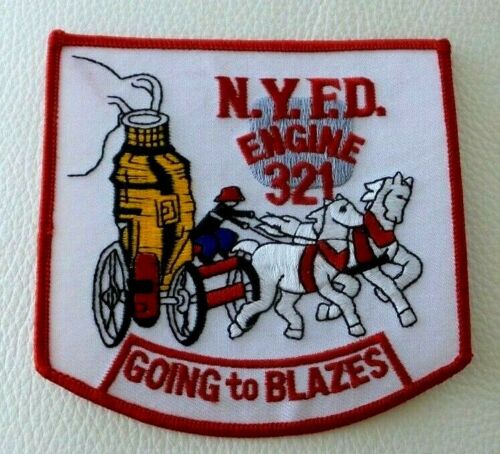 N.Y.F.D.
ENGINE
321
GOING to BLAZES